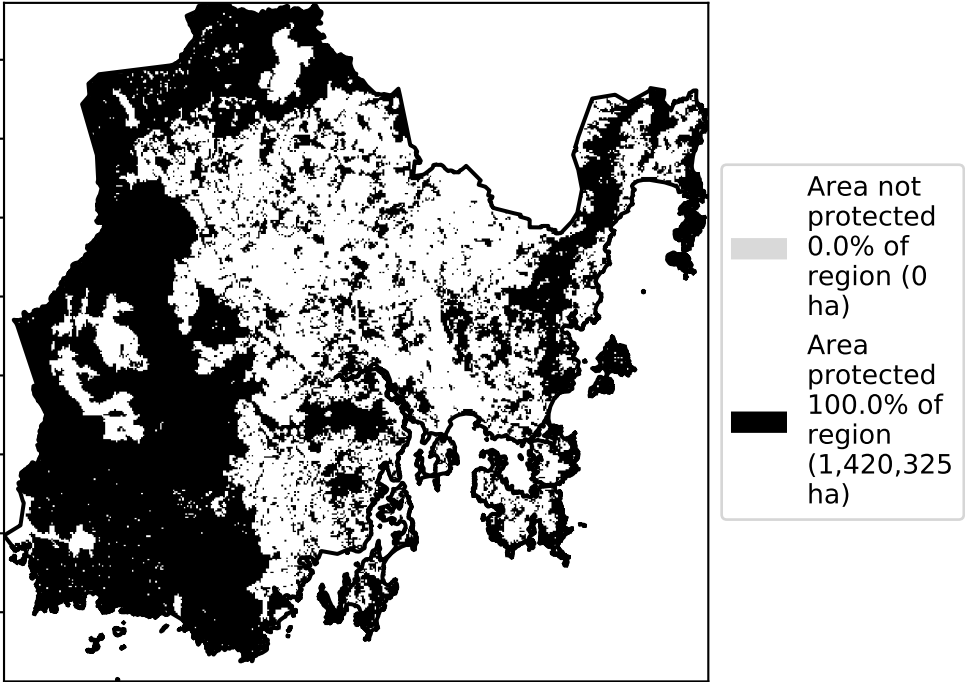 Area not
protected
0.0% of
region (0
ha)
Area
protected
100.0% of
region
(1,420,325
ha)